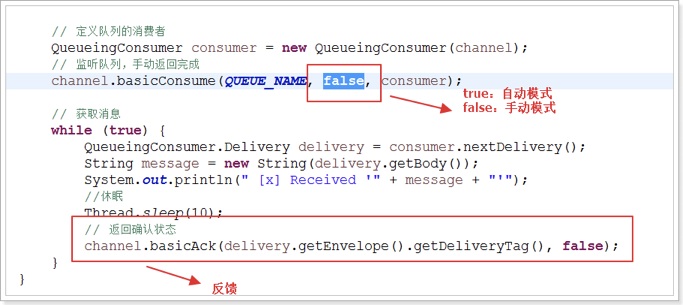 // 定义队列的消费者
QueueingConsumer consumer = new QueueingConsumer(channel);
// 监听队列，手动返回完成
channel.basicConsume(QUEUE_NAME, false, consumer);
true：自动模式
false：手动模式
// 获取消息
while (true) {
QueueingConsumer.Delivery delivery = consumer.nextDelivery();
String message = new String(delivery.getBody());
System.out.println(" [x] Received '" + message + "'");
//休眠
Thread.sleep(10);
// 返回确认状态
channel.basicAck(delivery.getEnvelope().getDeliveryTag(), false);
}
}
反馈